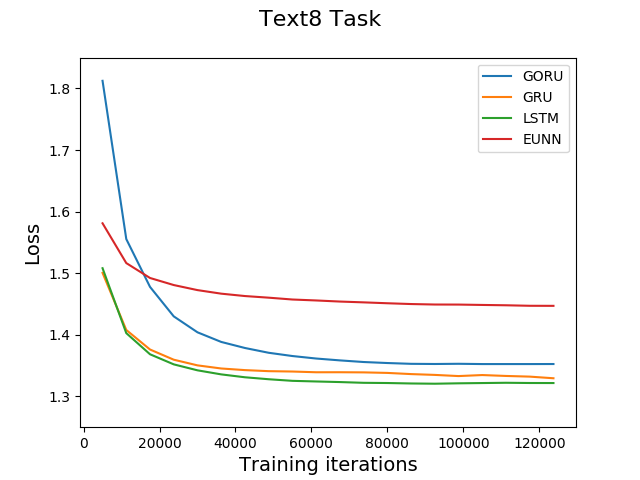 Text8 Task
Loss
1.8
1.7
1.6
1.5
1.4
1.3
GORU
GRU
LSTM
EUNN
0 20000 40000 60000 80000 100000 120000
Training iterations